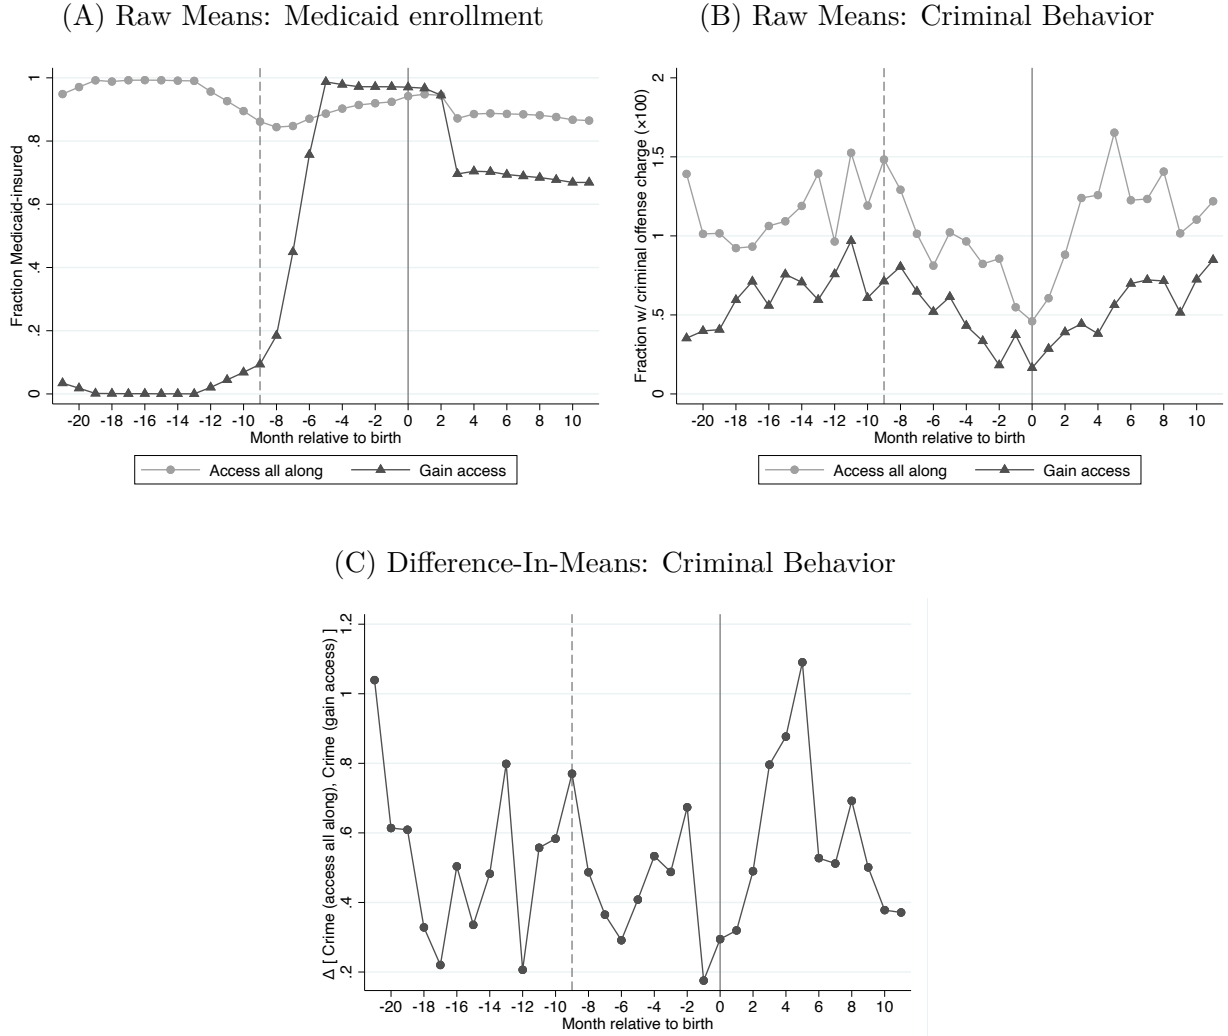 (A) Raw Means: Medicaid enrollment
Fraction Medicaid-insured
0 .2 .4 .6 .8 1
-20 -18 -16 -14 -12 -10 -8 -6 -4 -2 0 2 4 6 8 10
Month relative to birth
Access all along Gain access
(B) Raw Means: Criminal Behavior
Fraction w/ criminal offense charge (×100)
0 .5 1 1.5 2
-20 -18 -16 -14 -12 -10 -8 -6 -4 -2 0 2 4 6 8 10
Month relative to birth
Access all along Gain access
(C) Difference-In-Means: Criminal Behavior
Δ [ Crime (access all along), Crime (gain access) ]
.2 .4 .6 .8 1 1.2
-20 -18 -16 -14 -12 -10 -8 -6 -4 -2 0 2 4 6 8 10
Month relative to birth